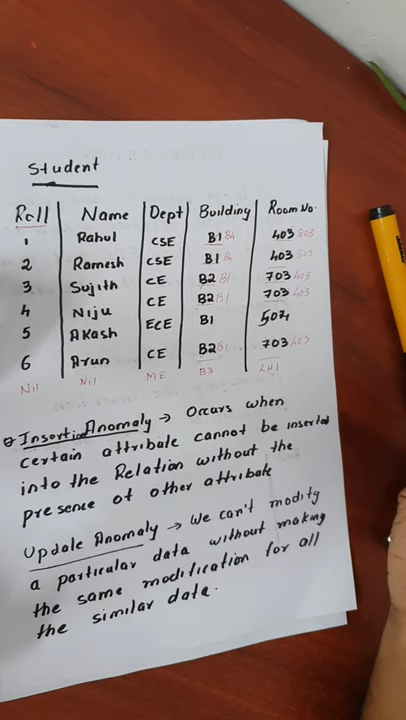 Student
Roll Name Dept Building Room No.
1 Rahul CSE B1 B4 403 803
2 Ramesh CSE B1 B4 403 803
3 Sujith CE B2 B1 703 403
4 Niju CE B2 B1 703 403
5 Akash ECE B1 507
6 Arun CE B2 B1 703 403
Nil Nil ME B3 441
Insertion Anomaly → Occurs when
certain attribute cannot be inserted
into the Relation without the
presence of other attribute
Update Anomaly → We can't modify
a particular data without making
the same modification for all
the similar data.